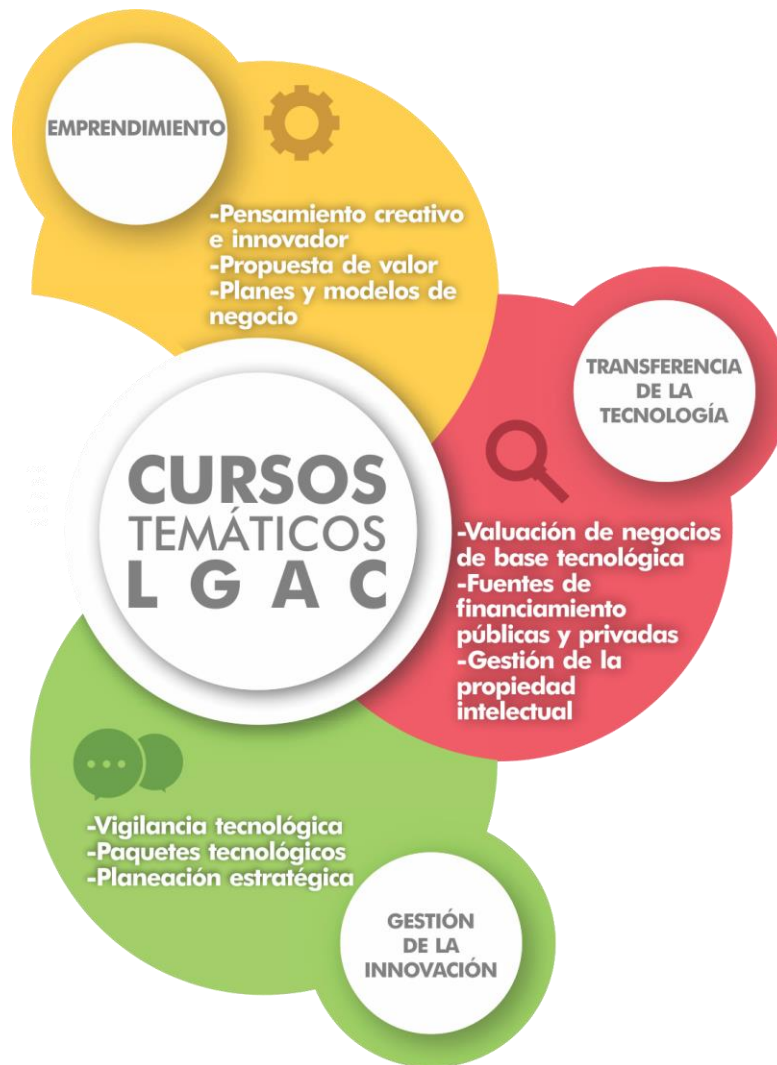 EMPRENDIMIENTO
-Pensamiento creativo
e innovador
-Propuesta de valor
-Planes y modelos de
negocio
TRANSFERENCIA
DE LA
TECNOLOGÍA
CURSOS
TEMÁTICOS
L G A C
-Valuación de negocios
de base tecnológica
-Fuentes de
financiamiento
públicas y privadas
-Gestión de la
propiedad
intelectual
-Vigilancia tecnológica
-Paquetes tecnológicos
-Planeación estratégica
GESTIÓN
DE LA
INNOVACIÓN